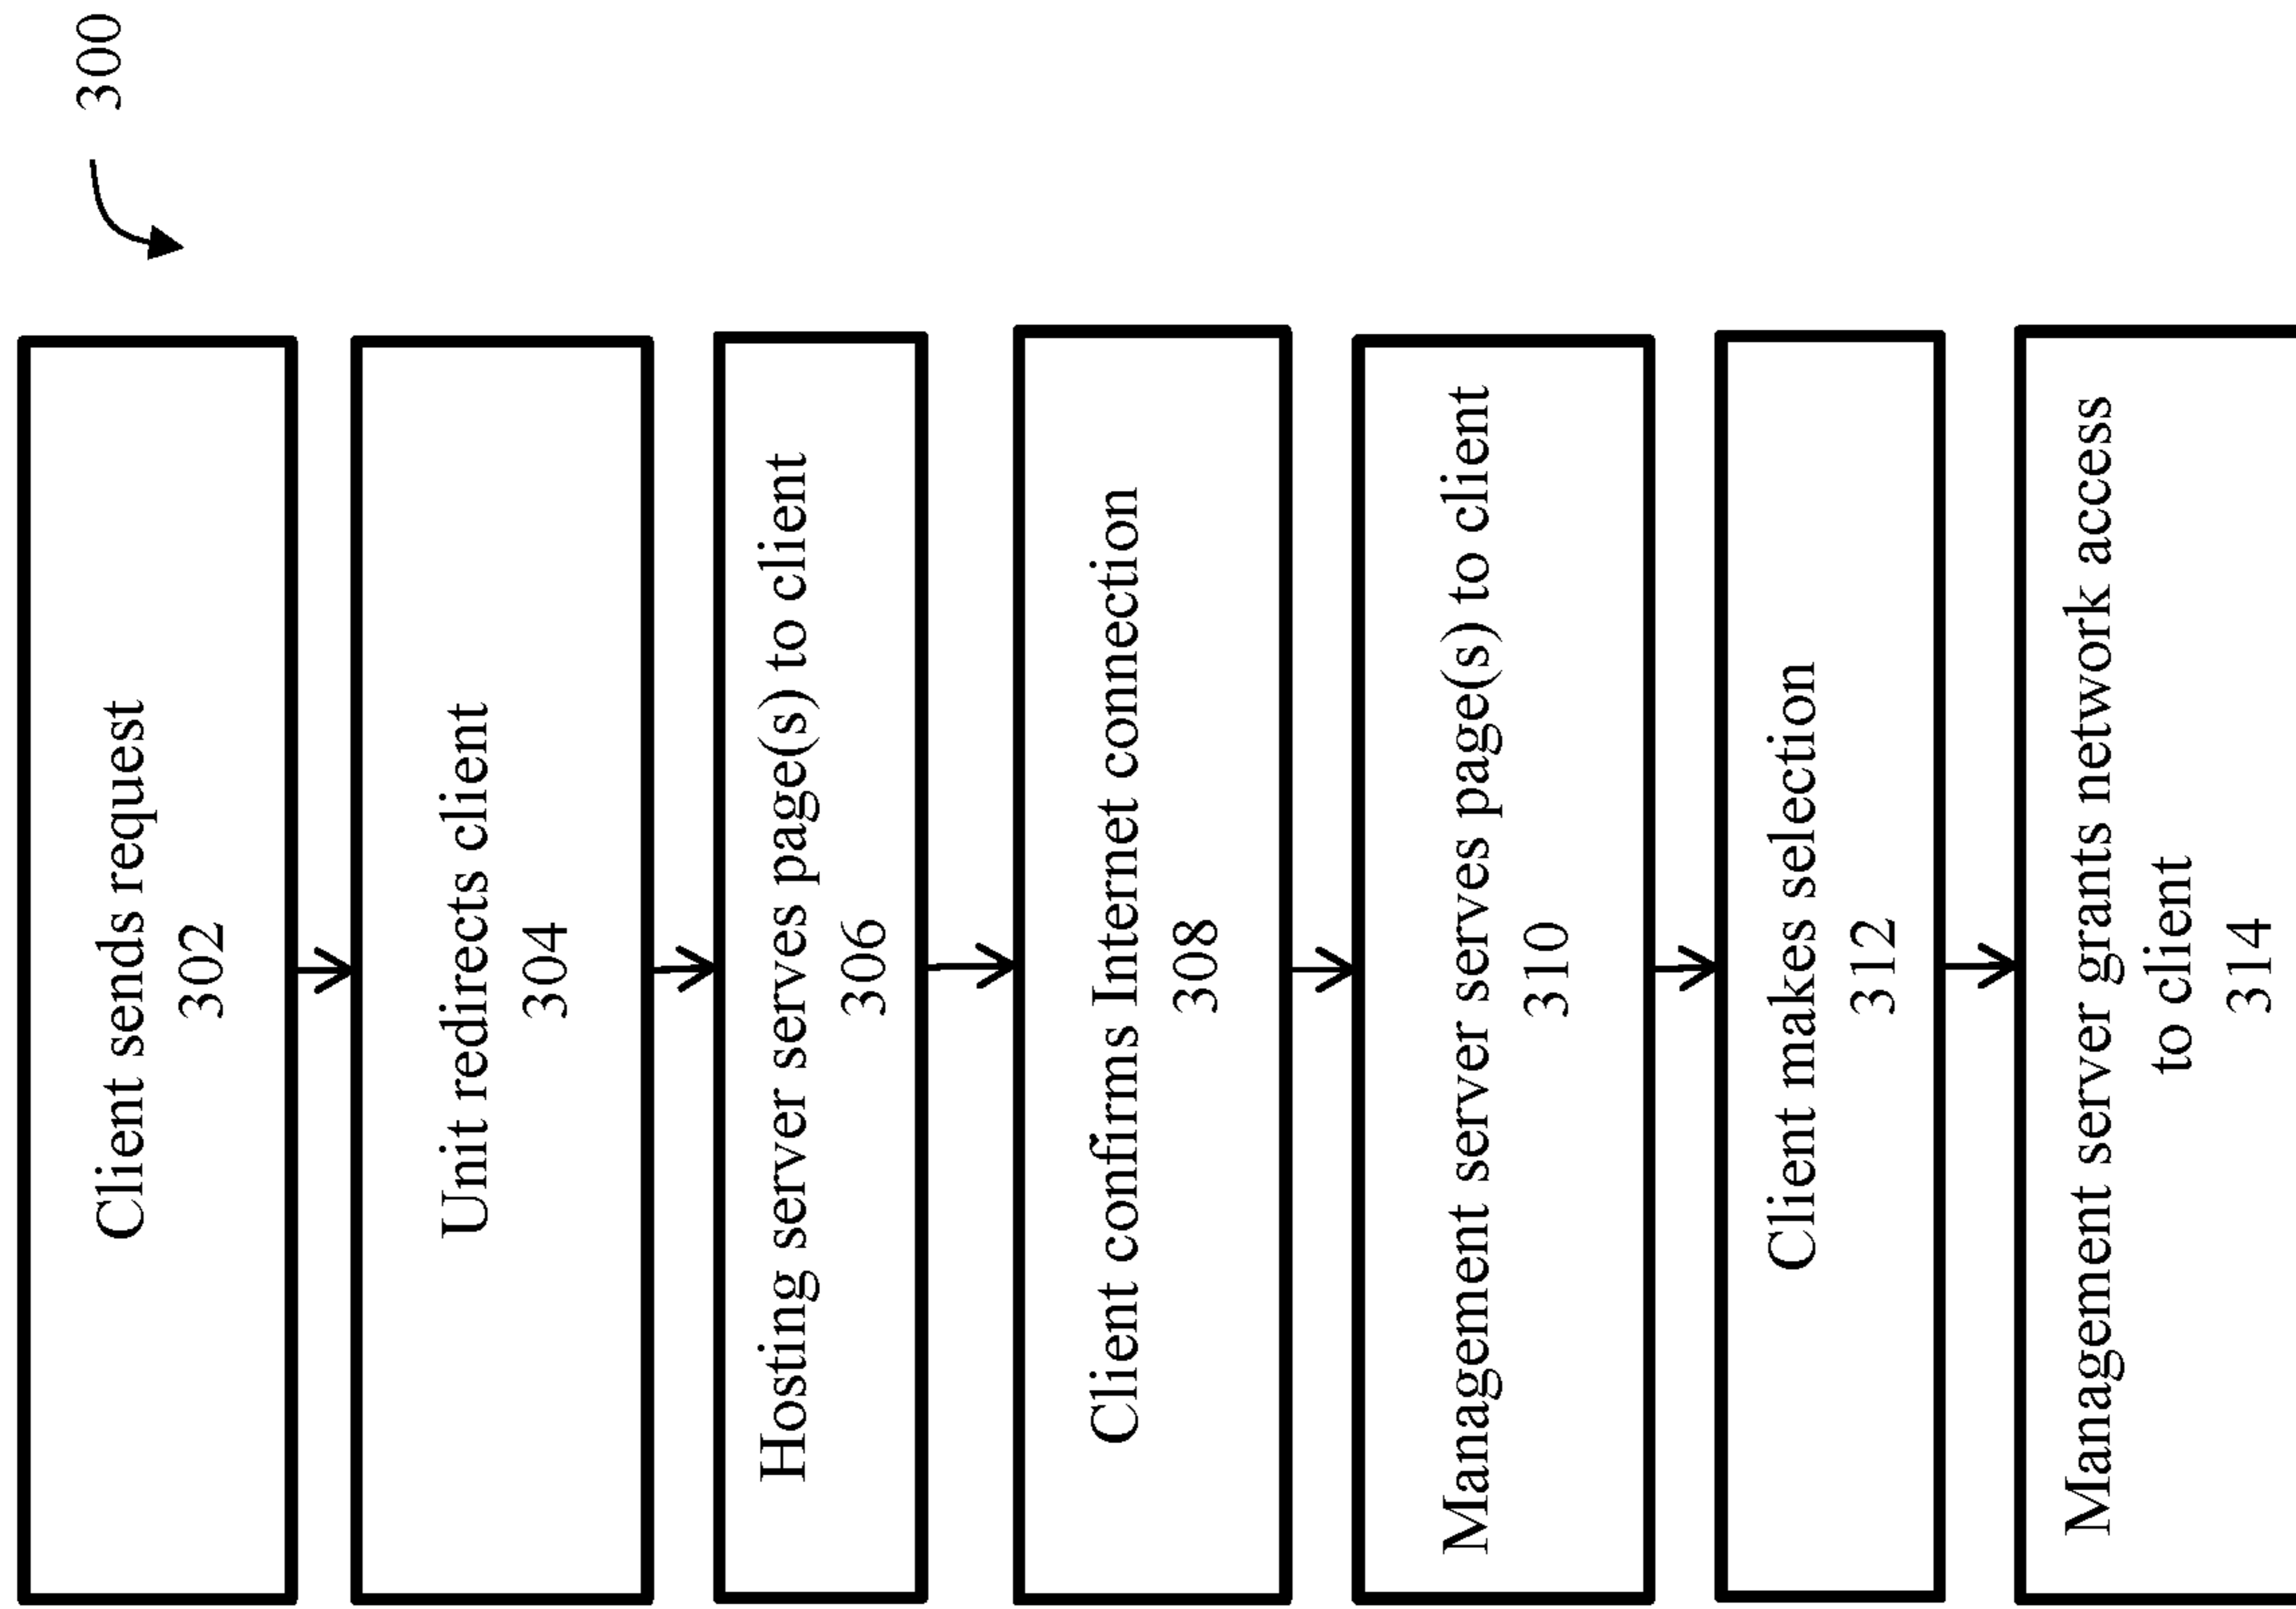 300
Client sends request
302
Unit redirects client
304
Hosting server serves page(s) to client
306
Client confirms Internet connection
308
Management server serves page(s) to client
310
Client makes selection
312
Management server grants network access
to client
314